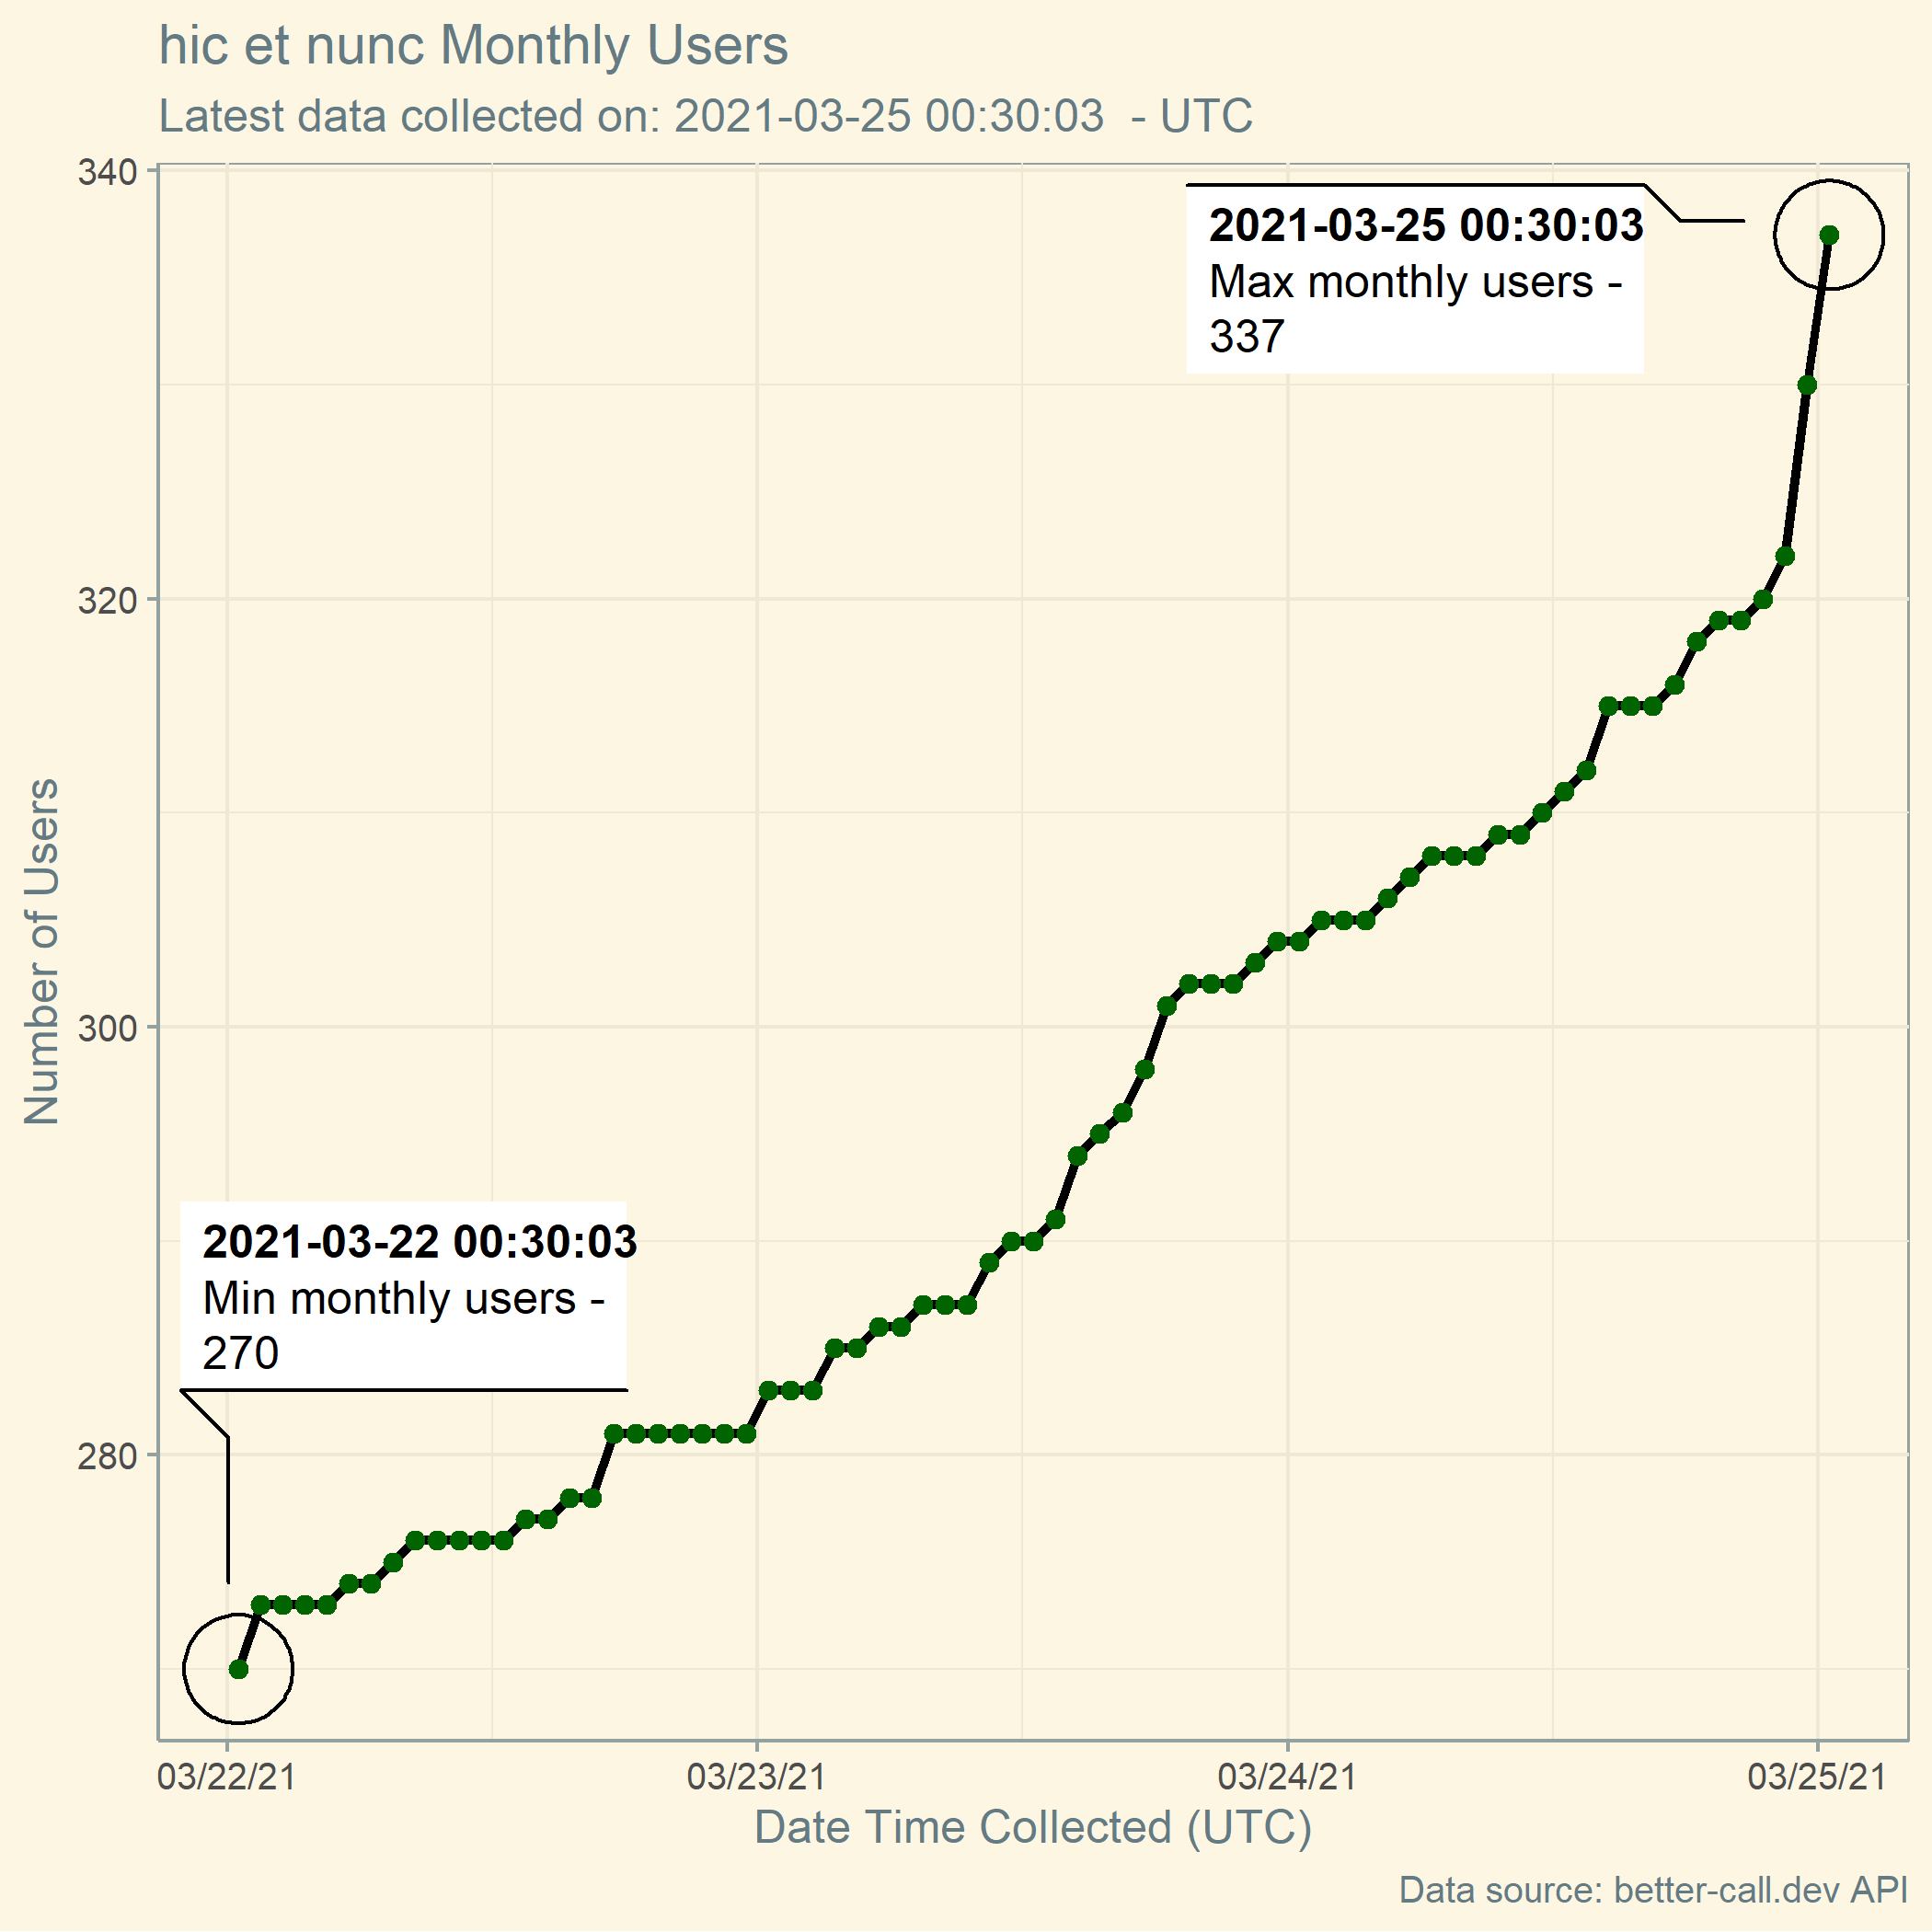 hic et nunc Monthly Users
Latest data collected on: 2021-03-25 00:30:03  - UTC
340
320
300
280
Number of Users
2021-03-25 00:30:03
Max monthly users -
337
2021-03-22 00:30:03
Min monthly users -
270
03/22/21
03/23/21
03/24/21
03/25/21
Date Time Collected (UTC)
Data source: better-call.dev API